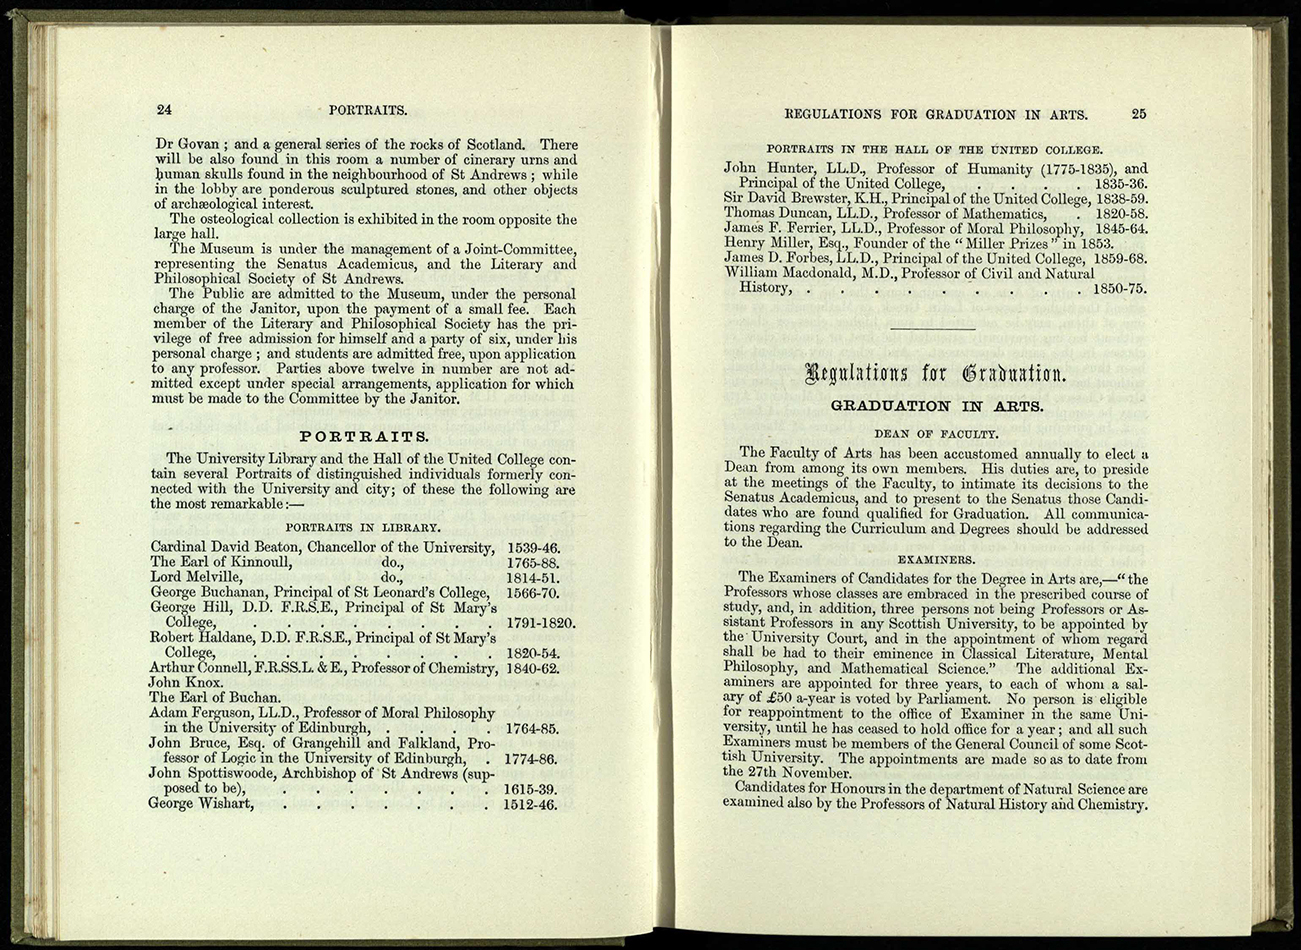 24
PORTRAITS.
Dr Govan ; and a general series of the rocks of Scotland. There
will be also found in this room a number of cinerary urns and
human skulls found in the neighbourhood of St Andrews ; while
in the lobby are ponderous sculptured stones, and other objects
of archæological interest.
The osteological collection is exhibited in the room opposite the
large hall.
The Museum is under the management of a Joint-Committee,
representing the Senatus Academicus, and the Literary and
Philosophical Society of St Andrews.
The Public are admitted to the Museum, under the personal
charge of the Janitor, upon the payment of a small fee. Each
member of the Literary and Philosophical Society has the pri-
vilege of free admission for himself and a party of six, under his
personal charge ; and students are admitted free, upon application
to any professor. Parties above twelve in number are not ad-
mitted except under special arrangements, application for which
must be made to the Committee by the Janitor.
PORTRAITS.
The University Library and the Hall of the United College con-
tain several Portraits of distinguished individuals formerly con-
nected with the University and city; of these the following are
the most remarkable :—
PORTRAITS IN LIBRARY.
Cardinal David Beaton, Chancellor of the University, 1539-46.
The Earl of Kinnoull, do., 1765-88.
Lord Melville, do., 1814-51.
George Buchanan, Principal of St Leonard's College, 1566-70.
George Hill, D.D. F.R.S.E., Principal of St Mary's
College, . . . . . . . . 1791-1820.
Robert Haldane, D.D. F.R.S.E., Principal of St Mary's
College, . . . . . . . . 1820-54.
Arthur Connell, F.R.SS.L. & E., Professor of Chemistry, 1840-62.
John Knox.
The Earl of Buchan.
Adam Ferguson, LL.D., Professor of Moral Philosophy
in the University of Edinburgh, . . . . 1764-85.
John Bruce, Esq. of Grangehill and Falkland, Pro-
fessor of Logic in the University of Edinburgh, . 1774-86.
John Spottiswoode, Archbishop of St Andrews (sup-
posed to be), . . . . . . . 1615-39.
George Wishart, . . . . . . . 1512-46.
REGULATIONS FOR GRADUATION IN ARTS.
25
PORTRAITS IN THE HALL OF THE UNITED COLLEGE.
John Hunter, LL.D., Professor of Humanity (1775-1835), and
Principal of the United College, . . . . 1835-36.
Sir David Brewster, K.H., Principal of the United College, 1838-59.
Thomas Duncan, LL.D., Professor of Mathematics, . 1820-58.
James F. Ferrier, LL.D., Professor of Moral Philosophy, 1845-64.
Henry Miller, Esq., Founder of the " Miller Prizes " in 1853.
James D. Forbes, LL.D., Principal of the United College, 1859-68.
William Macdonald, M.D., Professor of Civil and Natural
History, . . . . . . . . . 1850-75.
Regulations for Graduation.
GRADUATION IN ARTS.
DEAN OF FACULTY.
The Faculty of Arts has been accustomed annually to elect a
Dean from among its own members. His duties are, to preside
at the meetings of the Faculty, to intimate its decisions to the
Senatus Academicus, and to present to the Senatus those Candi-
dates who are found qualified for Graduation. All communica-
tions regarding the Curriculum and Degrees should be addressed
to the Dean.
EXAMINERS.
The Examiners of Candidates for the Degree in Arts are,—" the
Professors whose classes are embraced in the prescribed course of
study, and, in addition, three persons not being Professors or As-
sistant Professors in any Scottish University, to be appointed by
the University Court, and in the appointment of whom regard
shall be had to their eminence in Classical Literature, Mental
Philosophy, and Mathematical Science." The additional Ex-
aminers are appointed for three years, to each of whom a sal-
ary of £50 a-year is voted by Parliament. No person is eligible
for reappointment to the office of Examiner in the same Uni-
versity, until he has ceased to hold office for a year ; and all such
Examiners must be members of the General Council of some Scot-
tish University. The appointments are made so as to date from
the 27th November.
Candidates for Honours in the department of Natural Science are
examined also by the Professors of Natural History and Chemistry.